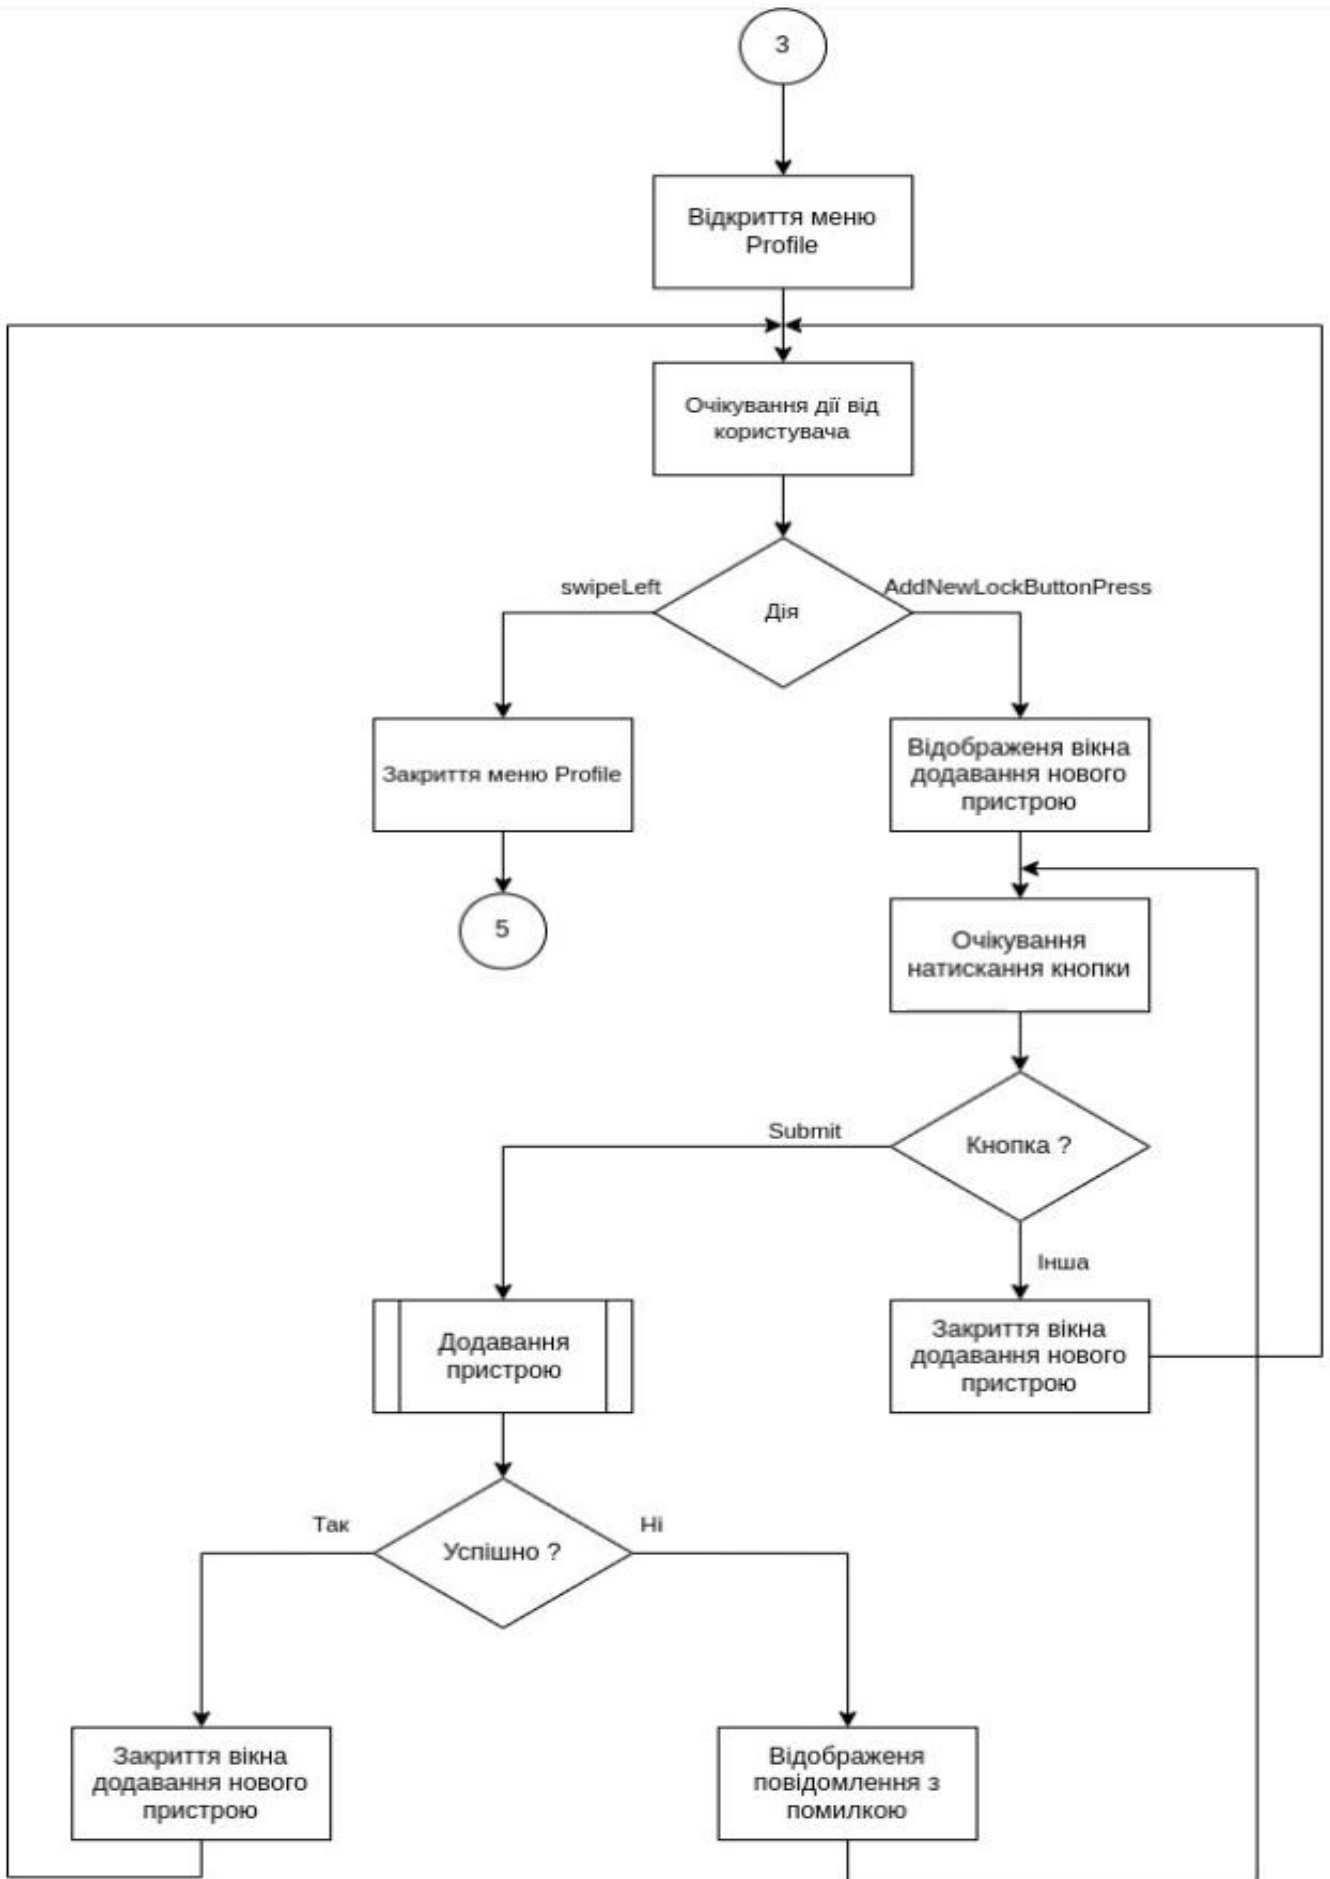 3
Відкриття меню
Profile
Очікування дії від
користувача
swipeLeft
Дія
AddNewLockButtonPress
Закриття меню Profile
Відображеня вікна
додавання нового
пристрою
5
Очікування
натискання кнопки
Submit
Кнопка ?
Інша
Додавання
пристрою
Закриття вікна
додавання нового
пристрою
Так
Успішно ?
Ні
Закриття вікна
додавання нового
пристрою
Відображеня
повідомлення з
помилкою